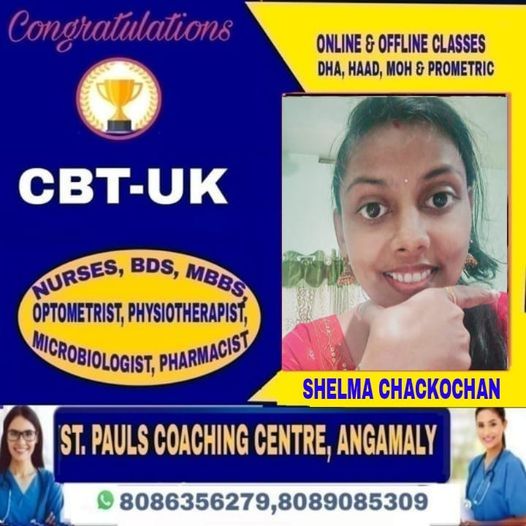 Congratulations
ONLINE & OFFLINE CLASSES
DHA, HAAD, MOH & PROMETRIC
CBT-UK
NURSES, BDS, MBBS,
OPTOMETRIST, PHYSIOTHERAPIST,
MICROBIOLOGIST, PHARMACIST
SHELMA CHACKOCHAN
ST. PAULS COACHING CENTRE, ANGAMALY
8086356279,8089085309